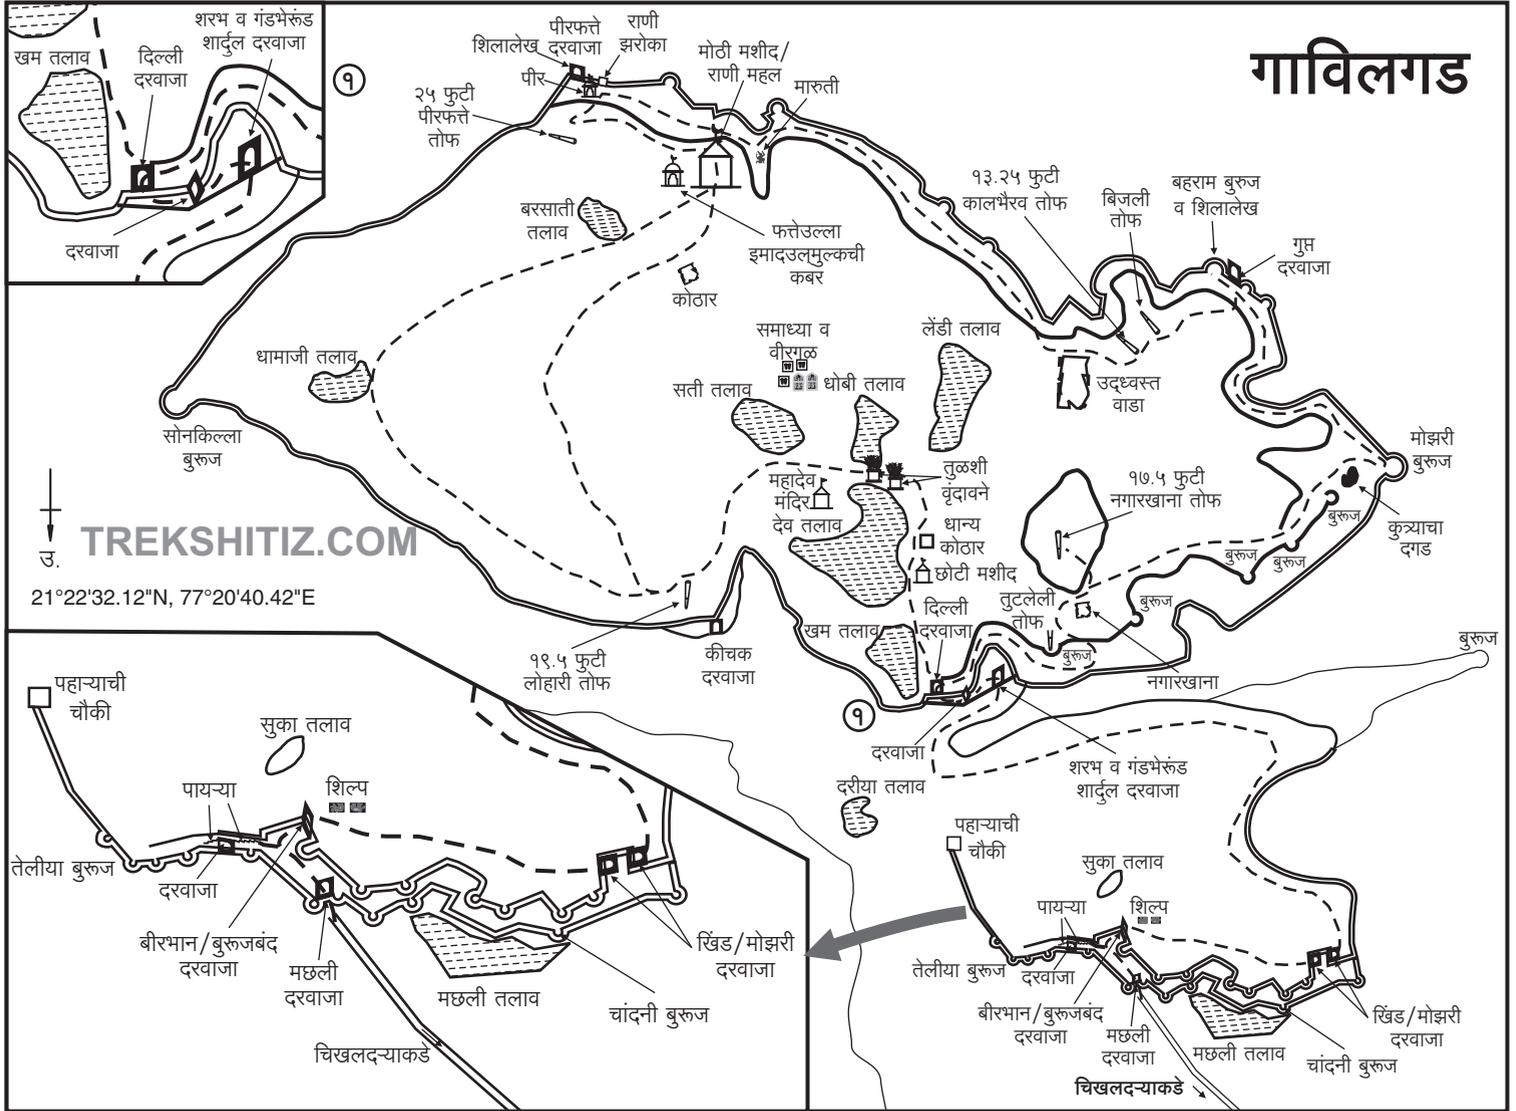 गाविलगड
शरभ व गंडभेरूंड
शार्दुल दरवाजा
खम तलाव
दिल्ली
दरवाजा
दरवाजा
१
पीरफत्ते
दरवाजा
शिलालेख
राणी
झरोका
पीर
२५ फुटी
पीरफत्ते
तोफ
मोठी मशीद/
राणी महल
मारुती
१३.२५ फुटी
कालभैरव तोफ
बिजली
तोफ
बहराम बुरुज
व शिलालेख
गुप्त
दरवाजा
बरसाती
तलाव
फत्तेउल्ला
इमादउल्‌मुल्कची
कबर
कोठार
धामाजी तलाव
समाध्या व
वीरगळ
लेंडी तलाव
सती तलाव
धोबी तलाव
उद्ध्वस्त
वाडा
सोनकिल्ला
बुरूज
मोझरी
बुरूज
महादेव
मंदिर
तुळशी
वृंदावने
१७.५ फुटी
नगारखाना तोफ
देव तलाव
धान्य
कोठार
बुरूज
कुत्र्याचा
दगड
उ.
TREKSHITIZ.COM
छोटी मशीद
बुरूज
बुरूज
21°22'32.12"N, 77°20'40.42"E
दिल्ली
दरवाजा
तुटलेली
तोफ
बुरूज
खम तलाव
बुरूज
बुरूज
१९.५ फुटी
लोहारी तोफ
कीचक
दरवाजा
नगारखाना
१
दरवाजा
शरभ व गंडभेरूंड
शार्दुल दरवाजा
दरीया तलाव
पहाऱ्याची
चौकी
सुका तलाव
पायऱ्या
शिल्प
तेलीया बुरूज
दरवाजा
बीरभान/बुरूजबंद
दरवाजा
मछली
दरवाजा
मछली तलाव
खिंड/मोझरी
दरवाजा
चांदनी बुरूज
चिखलदऱ्याकडे
पहाऱ्याची
चौकी
सुका तलाव
पायऱ्या
शिल्प
तेलीया बुरूज
दरवाजा
बीरभान/बुरूजबंद
दरवाजा
मछली
दरवाजा
मछली तलाव
खिंड/मोझरी
दरवाजा
चांदनी बुरूज
चिखलदऱ्याकडे